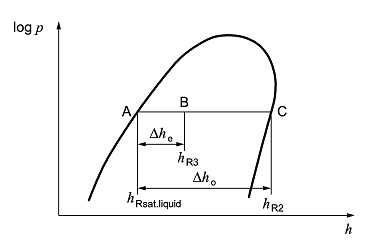 log p
A
B
C
Δhe
hR3
Δho
hRsat.liquid
hR2
h